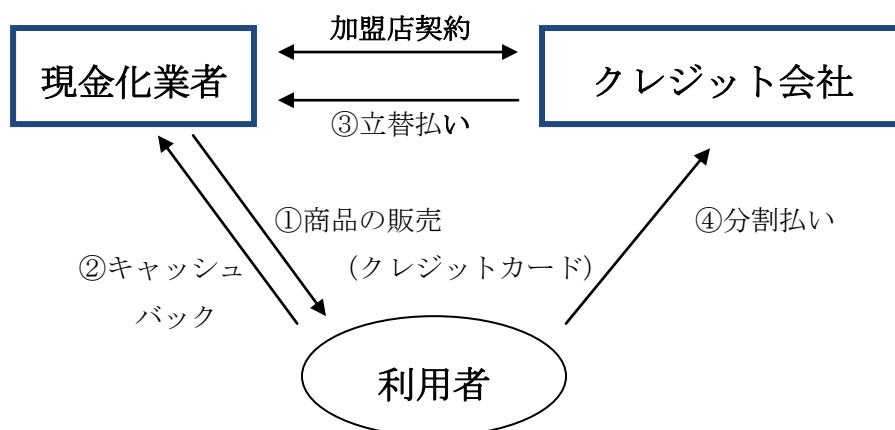 加盟店契約
現金化業者
クレジット会社
③立替払い
①商品の販売
④分割払い
②キャッシュ
（クレジットカード）
バック
利用者